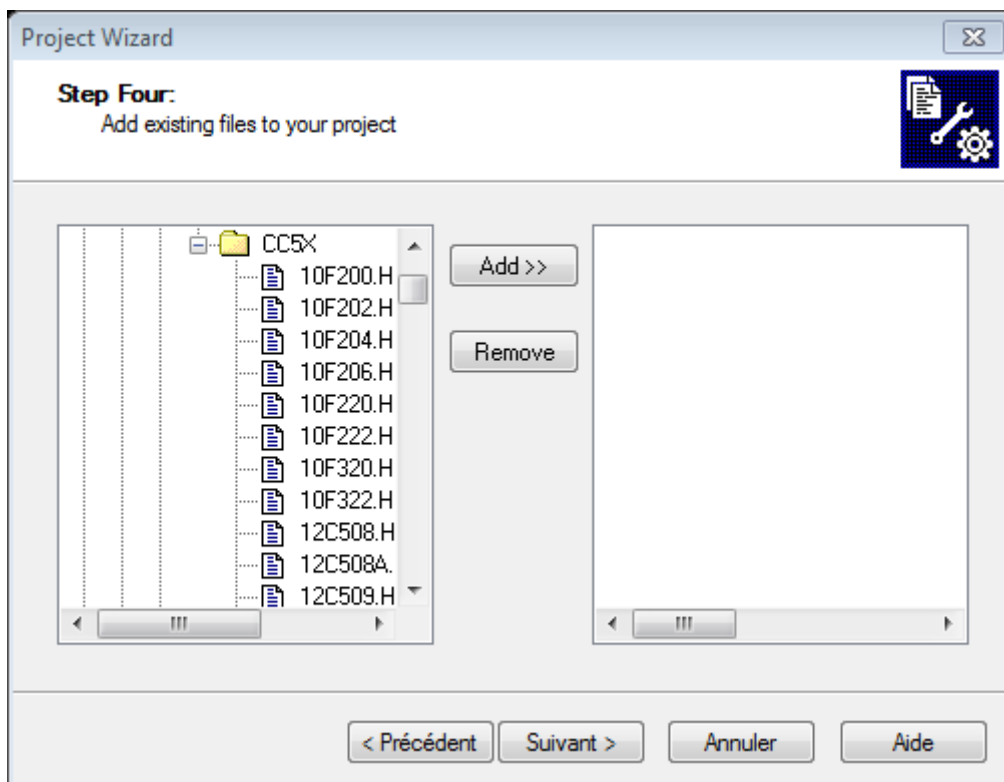 Project Wizard
Step Four:
Add existing files to your project
CC5X
10F200.H
10F202.H
10F204.H
10F206.H
10F220.H
10F222.H
10F320.H
10F322.H
12C508.H
12C508A.
12C509.H
Add >>
Remove
< Précédent
Suivant >
Annuler
Aide